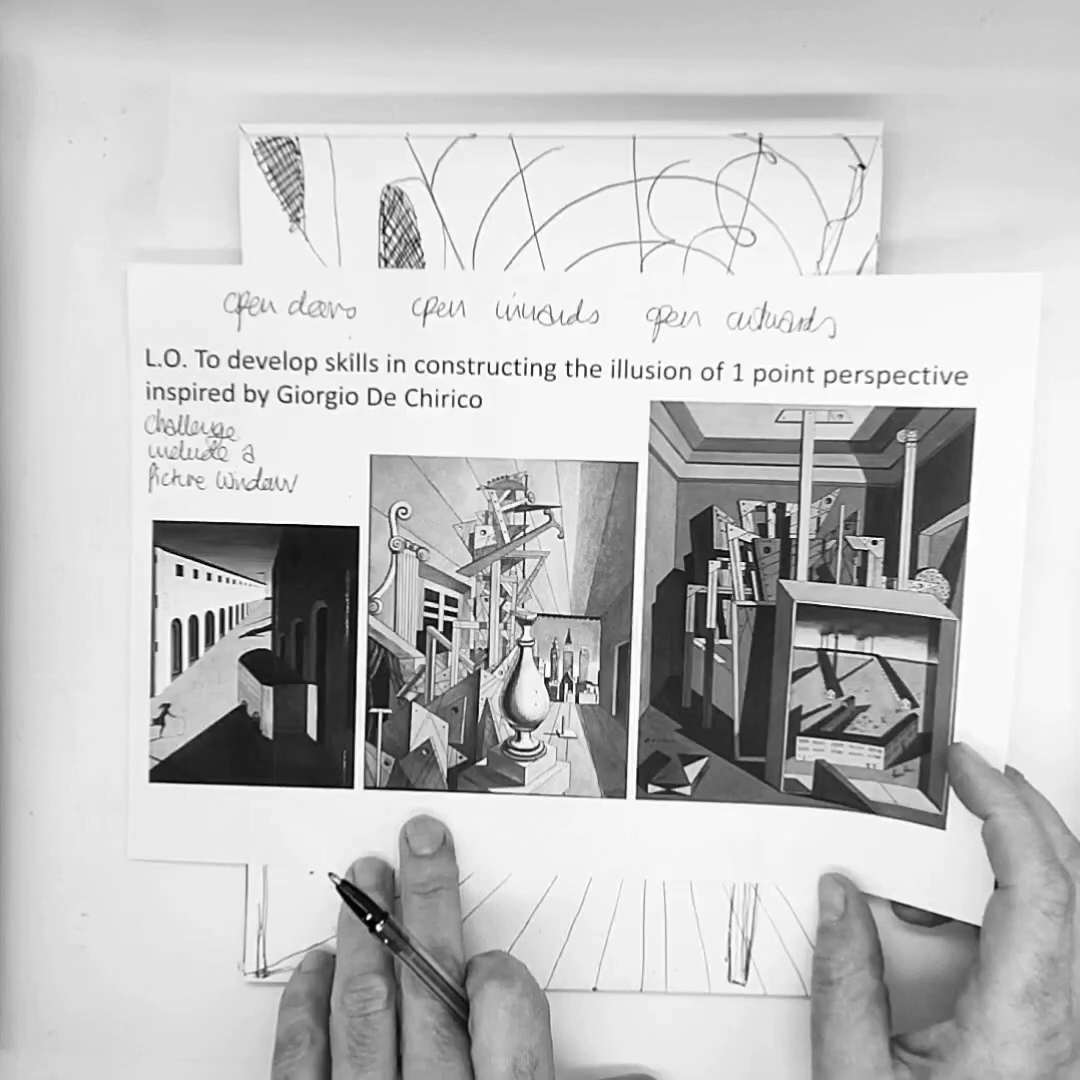 open doors open inwards open outwards
L.O. To develop skills in constructing the illusion of 1 point perspective
inspired by Giorgio De Chirico
challenge
include a
picture window